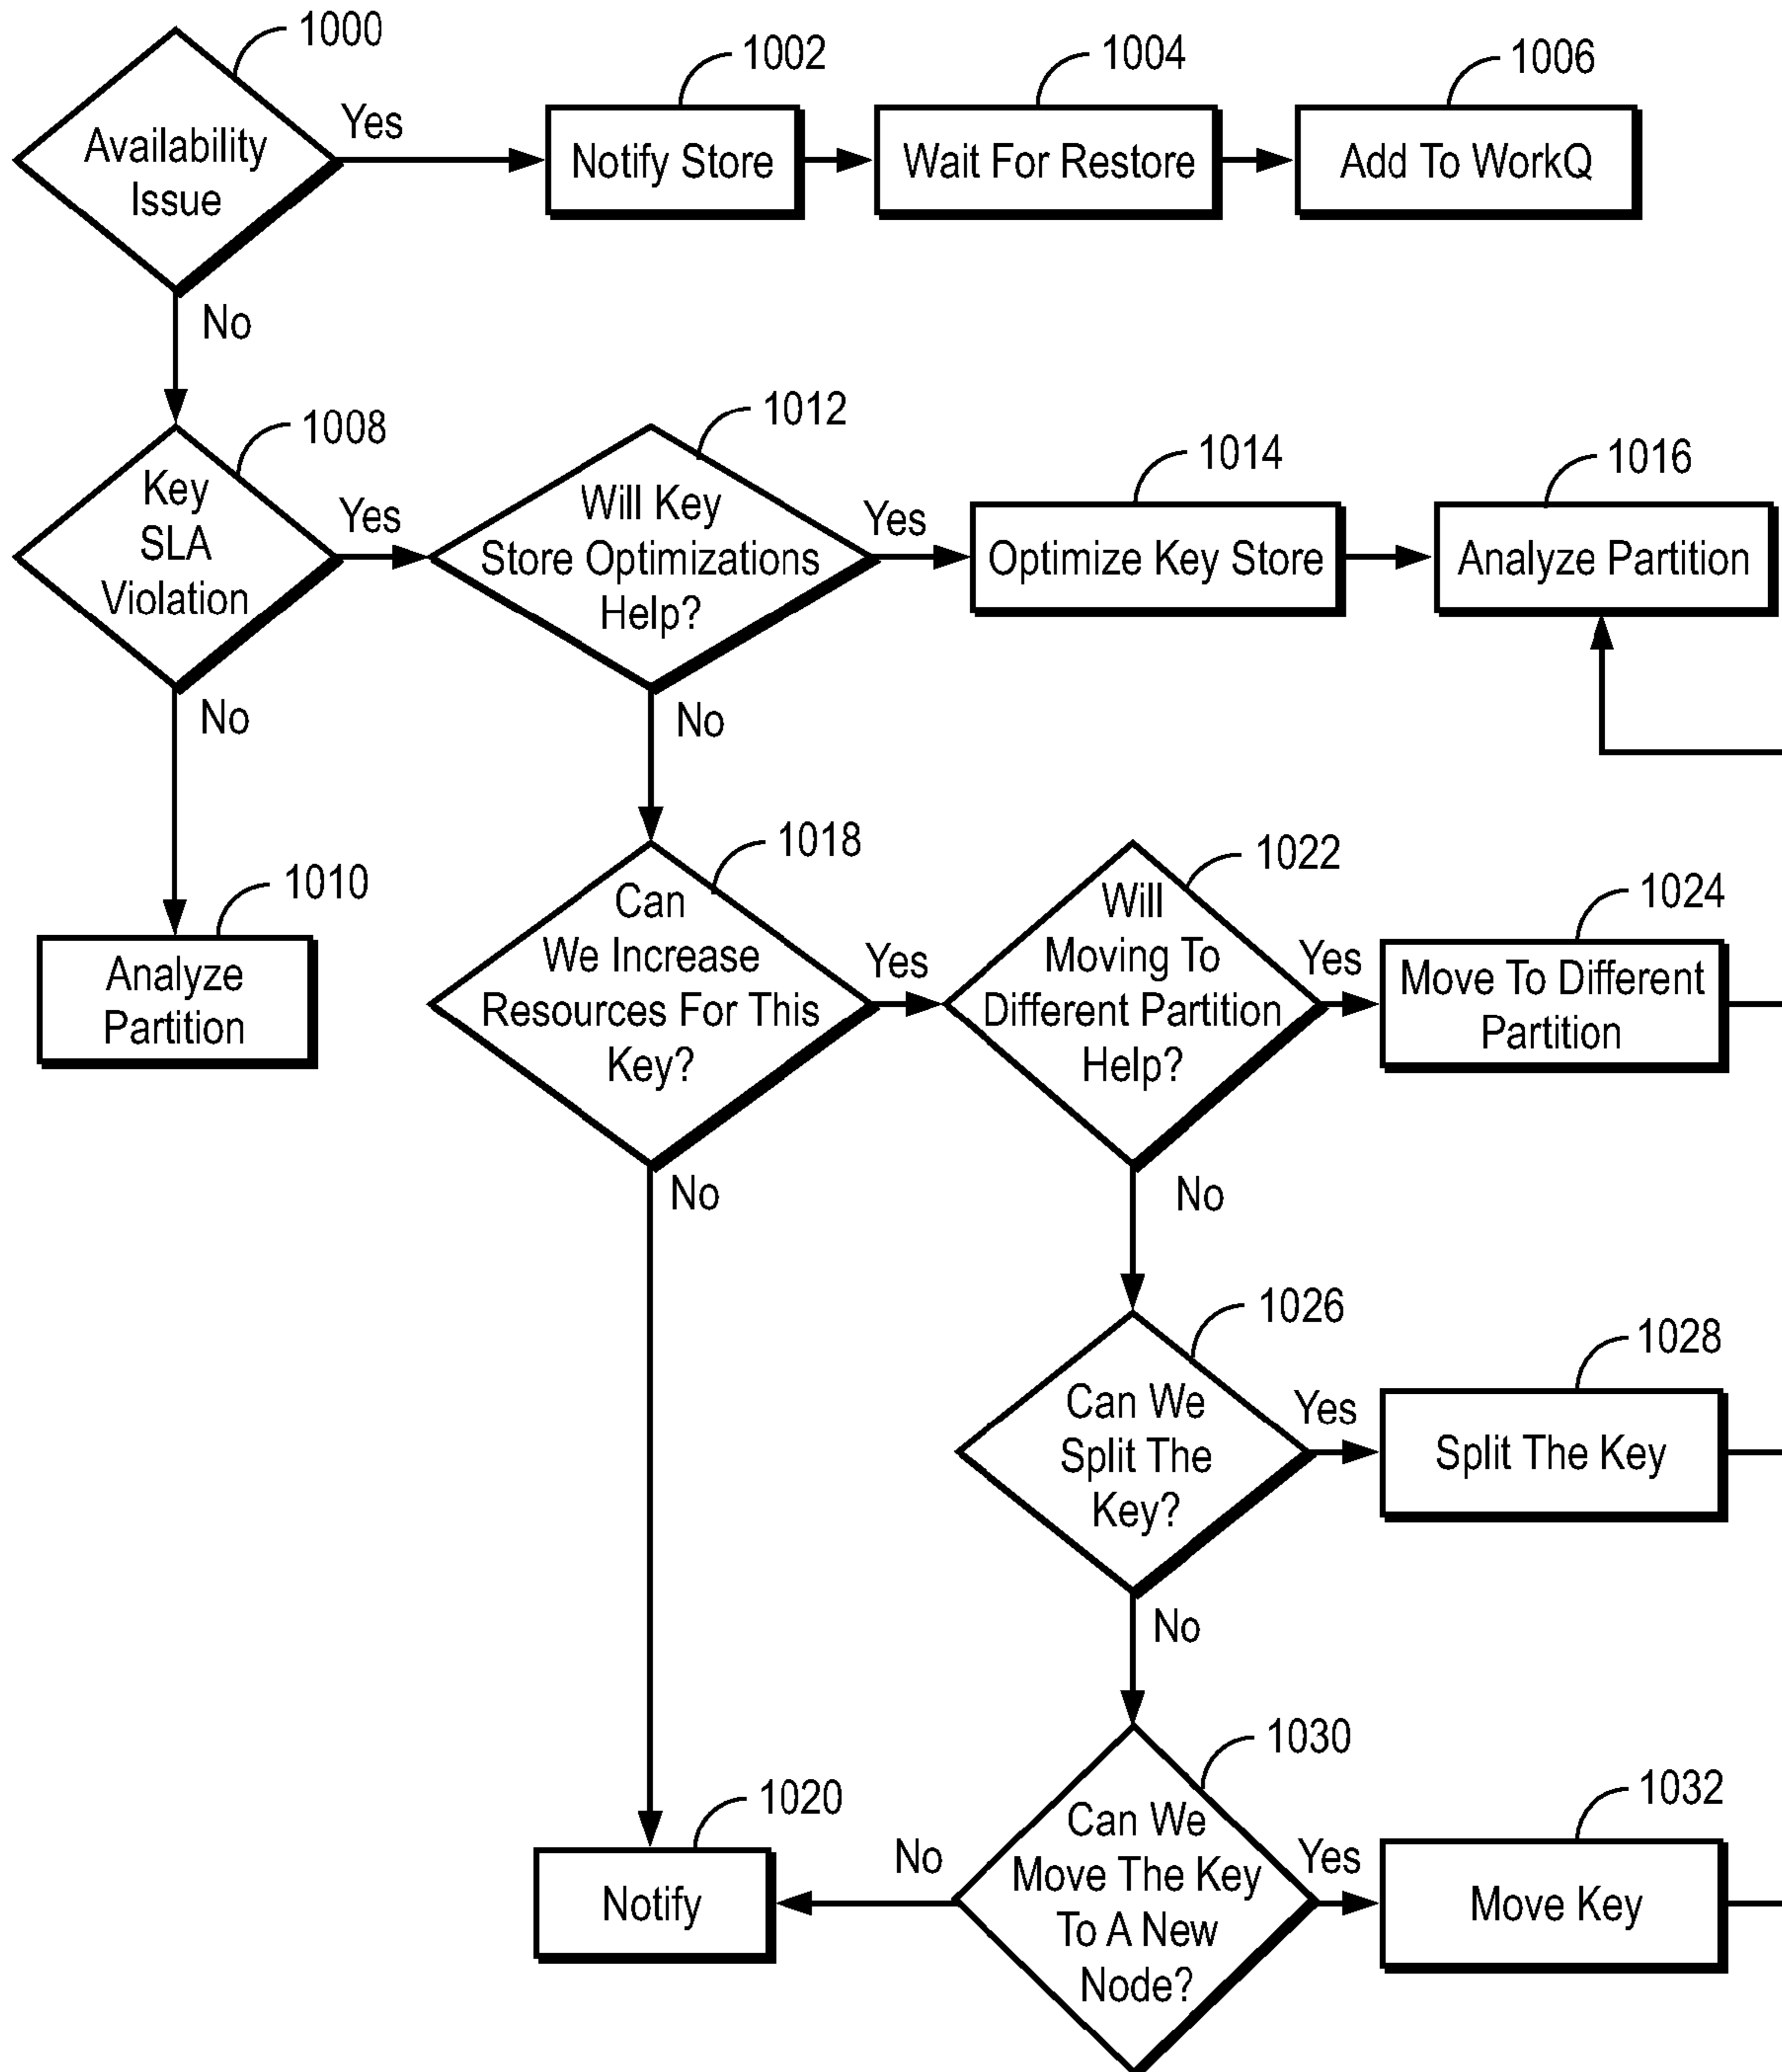 1000
Availability
Issue
Yes
No
1002
Notify Store
1004
Wait For Restore
1006
Add To WorkQ
1008
Key
SLA
Violation
Yes
No
1012
Will Key
Store Optimizations
Help?
Yes
No
1014
Optimize Key Store
1016
Analyze Partition
1010
Analyze
Partition
1018
Can
We Increase
Resources For This
Key?
Yes
No
1022
Will
Moving To
Different Partition
Help?
Yes
No
1024
Move To Different
Partition
1026
Can We
Split The
Key?
Yes
No
1028
Split The Key
1020
Notify
1030
Can We
Move The Key
To A New
Node?
No
Yes
1032
Move Key